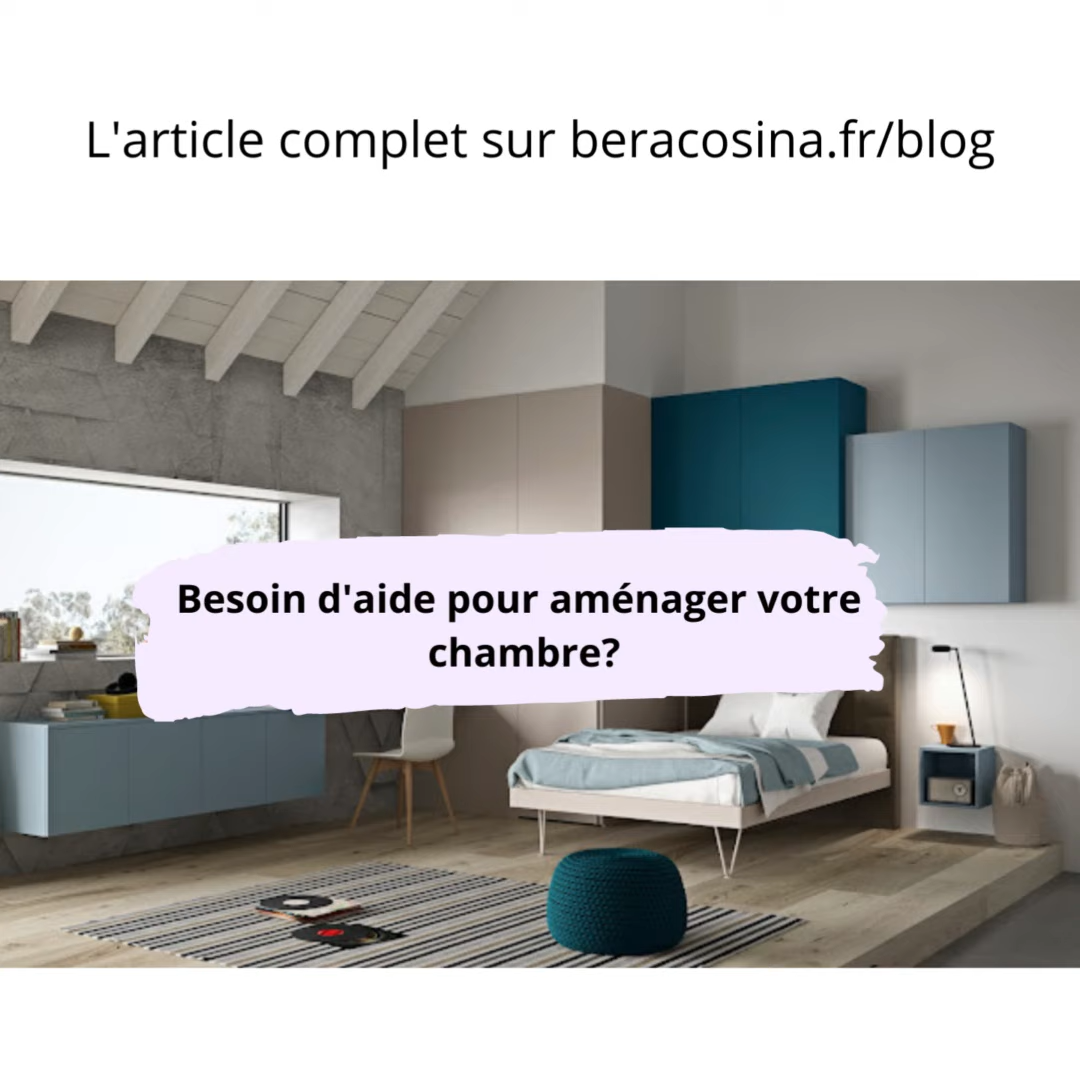 L'article complet sur beracosina.fr/blog
Besoin d'aide pour aménager votre
chambre?